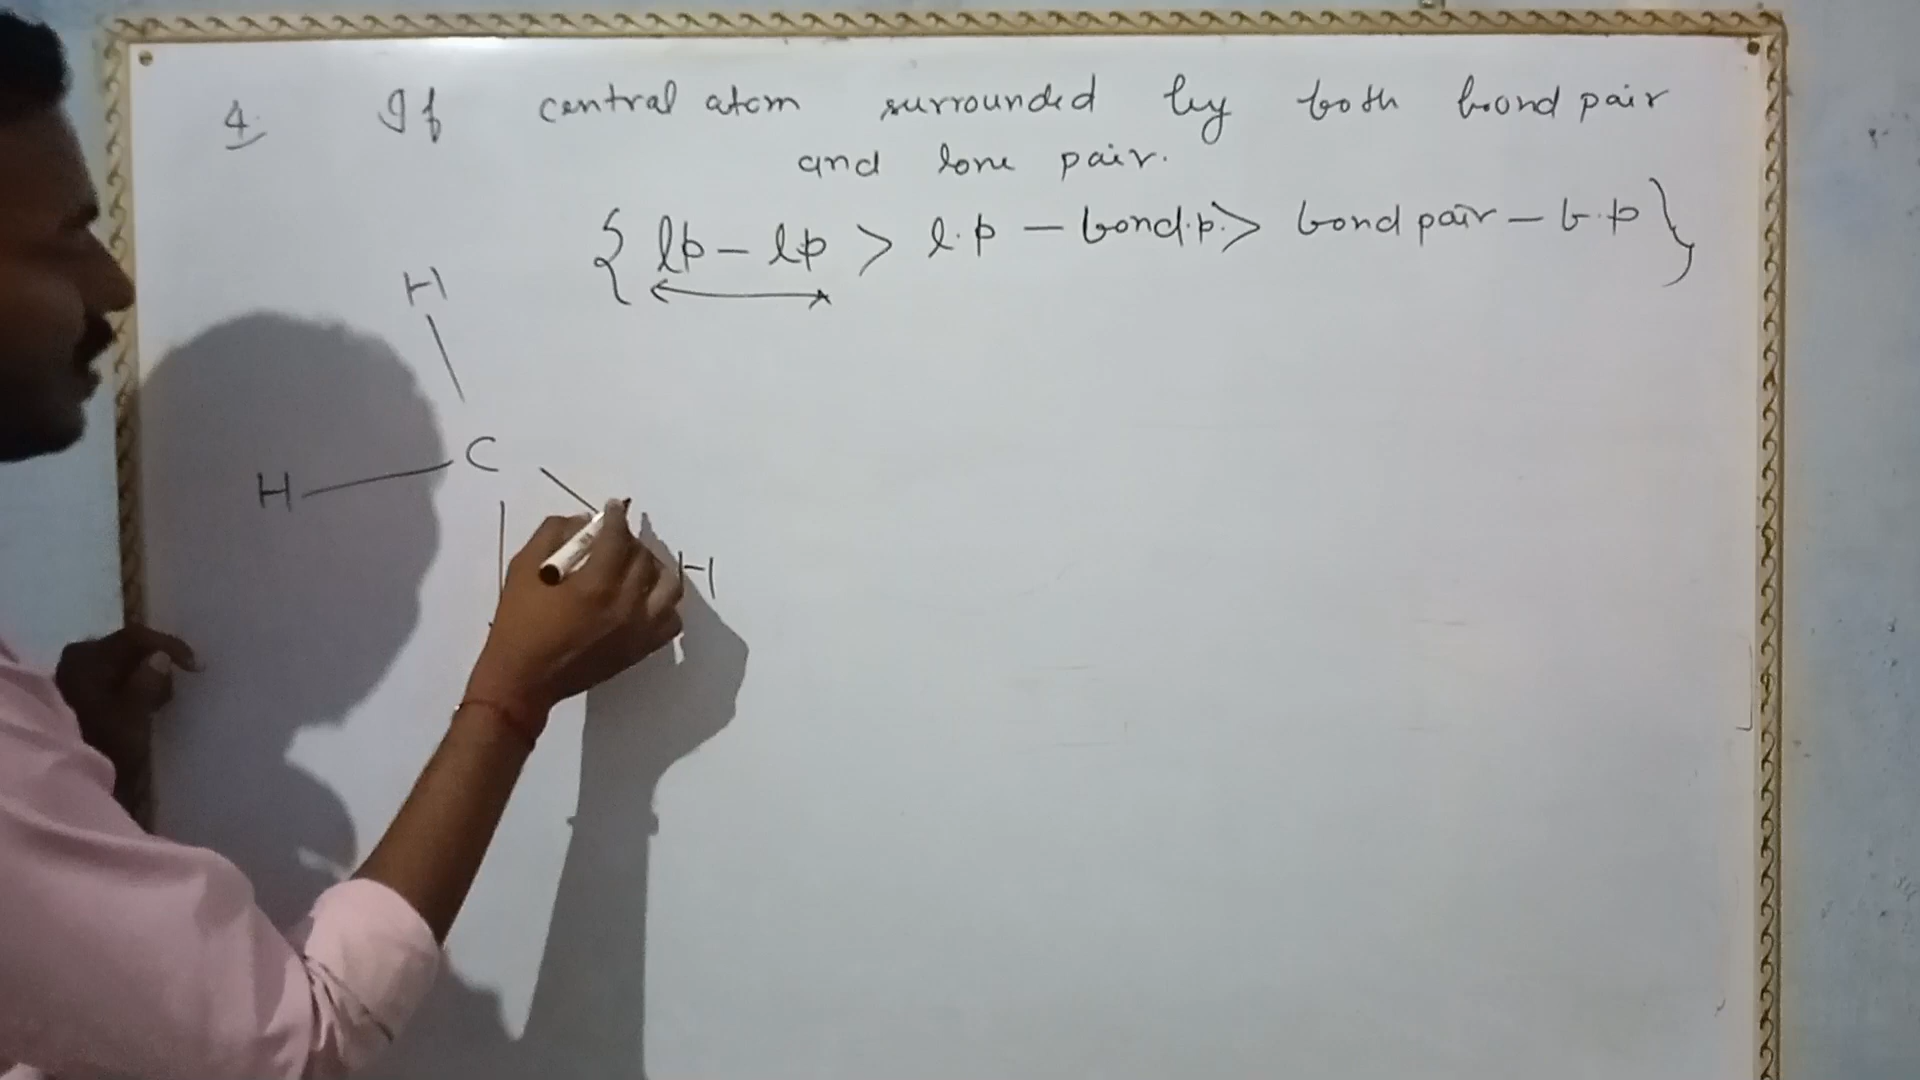 4. If central atom surrounded by both bond pair
and lone pair.
{ lp - lp > l.p - bond.p. > bond pair - b.p }
H
C
H
H